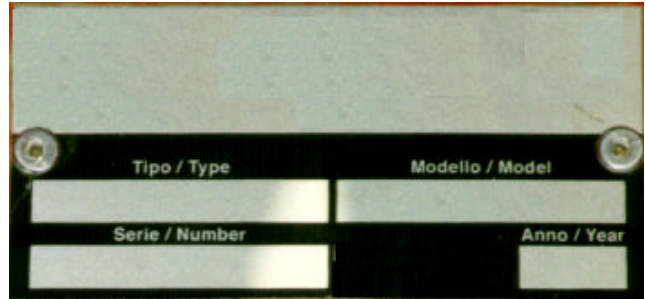 Tipo / Type
Modello / Model
Serie / Number
Anno / Year